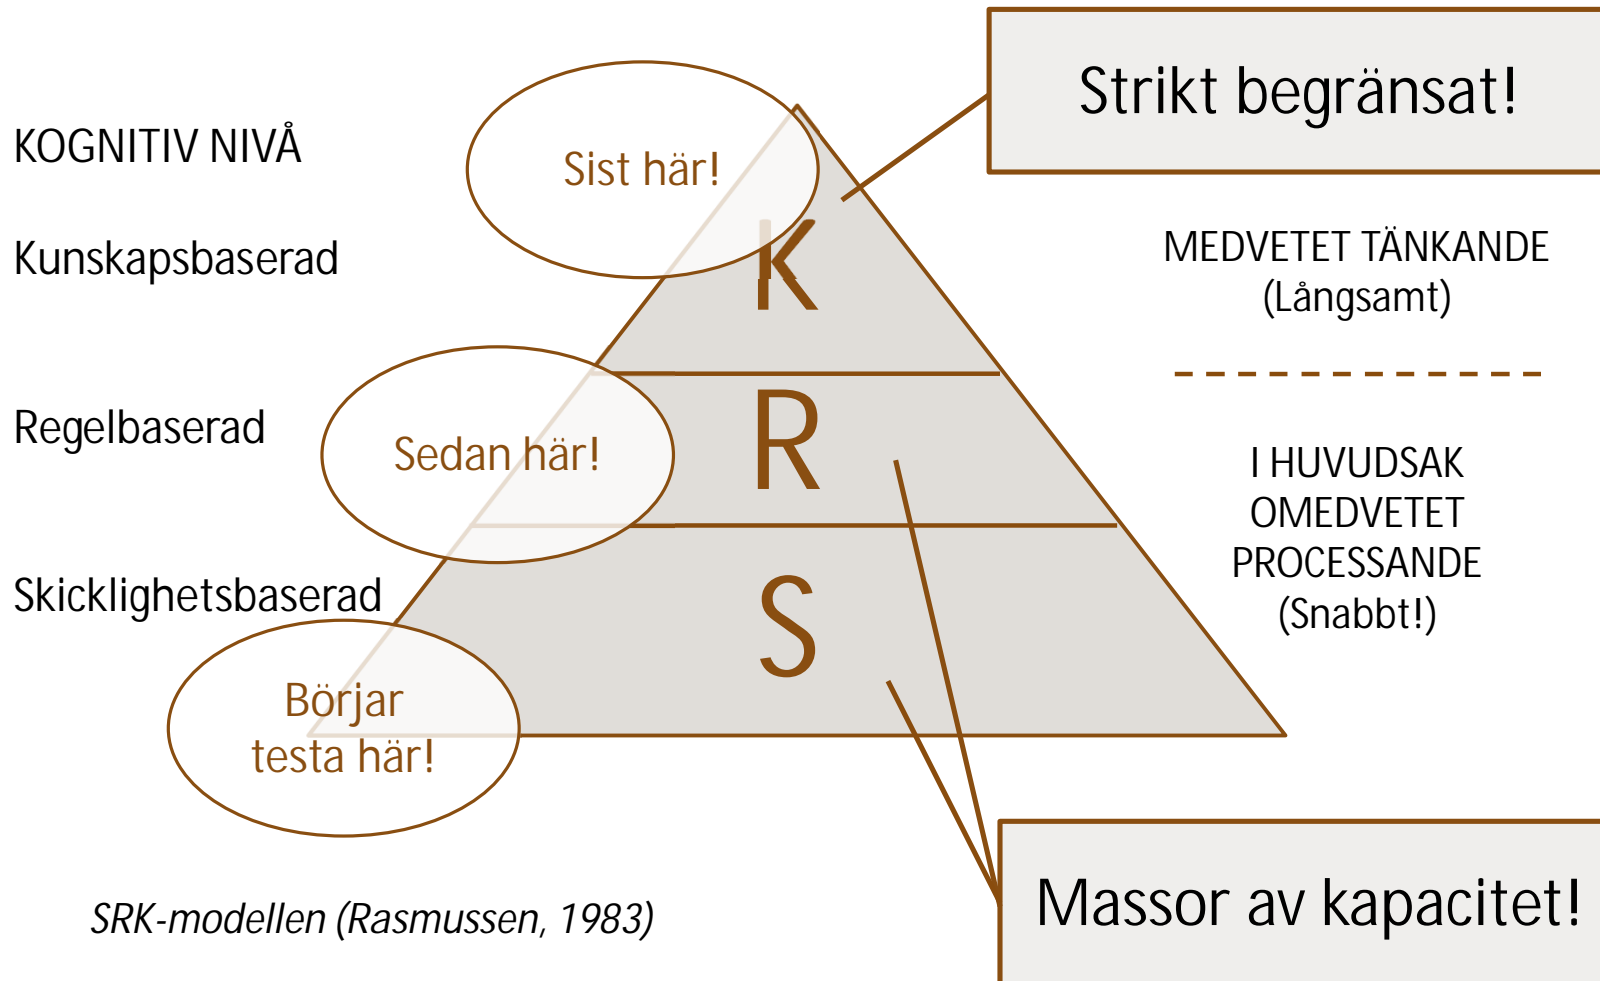 Strikt begränsat!
KOGNITIV NIVÅ
Sist här!
Kunskapsbaserad
K
MEDVETET TÄNKANDE
(Långsamt)
Regelbaserad
Sedan här!
R
I HUVUDSAK
OMEDVETET
PROCESSANDE
(Snabbt!)
Skicklighetsbaserad
S
Börjar
testa här!
Massor av kapacitet!
SRK-modellen (Rasmussen, 1983)